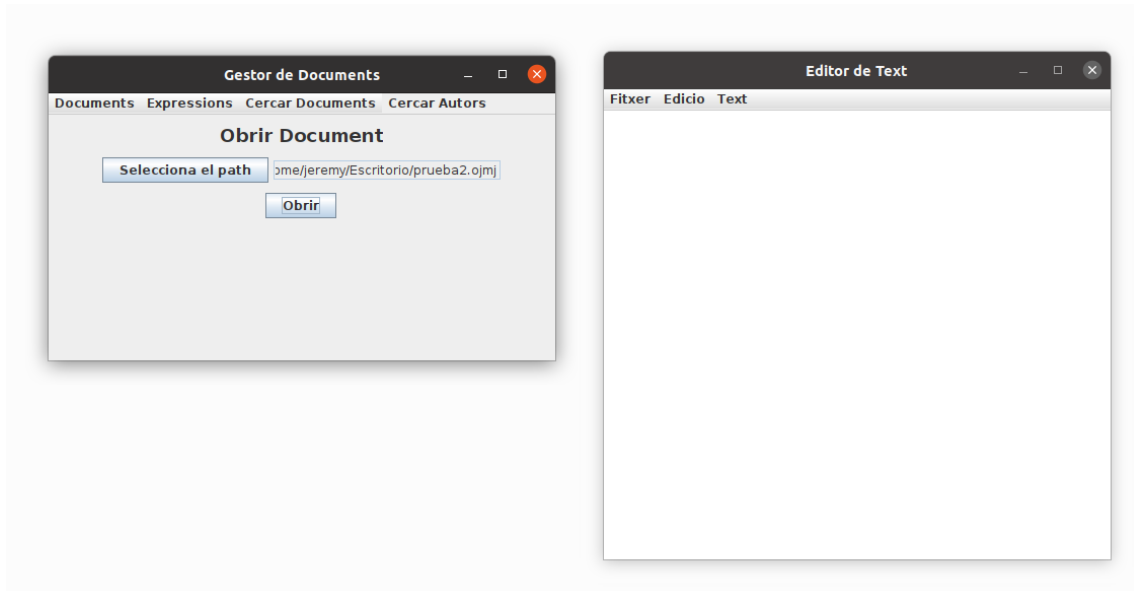 Gestor de Documents
Documents Expressions Cercar Documents Cercar Autors
Obrir Document
Selecciona el path ome/jeremy/Escritorio/prueba2.ojmj
Obrir
Editor de Text
Fitxer Edicio Text